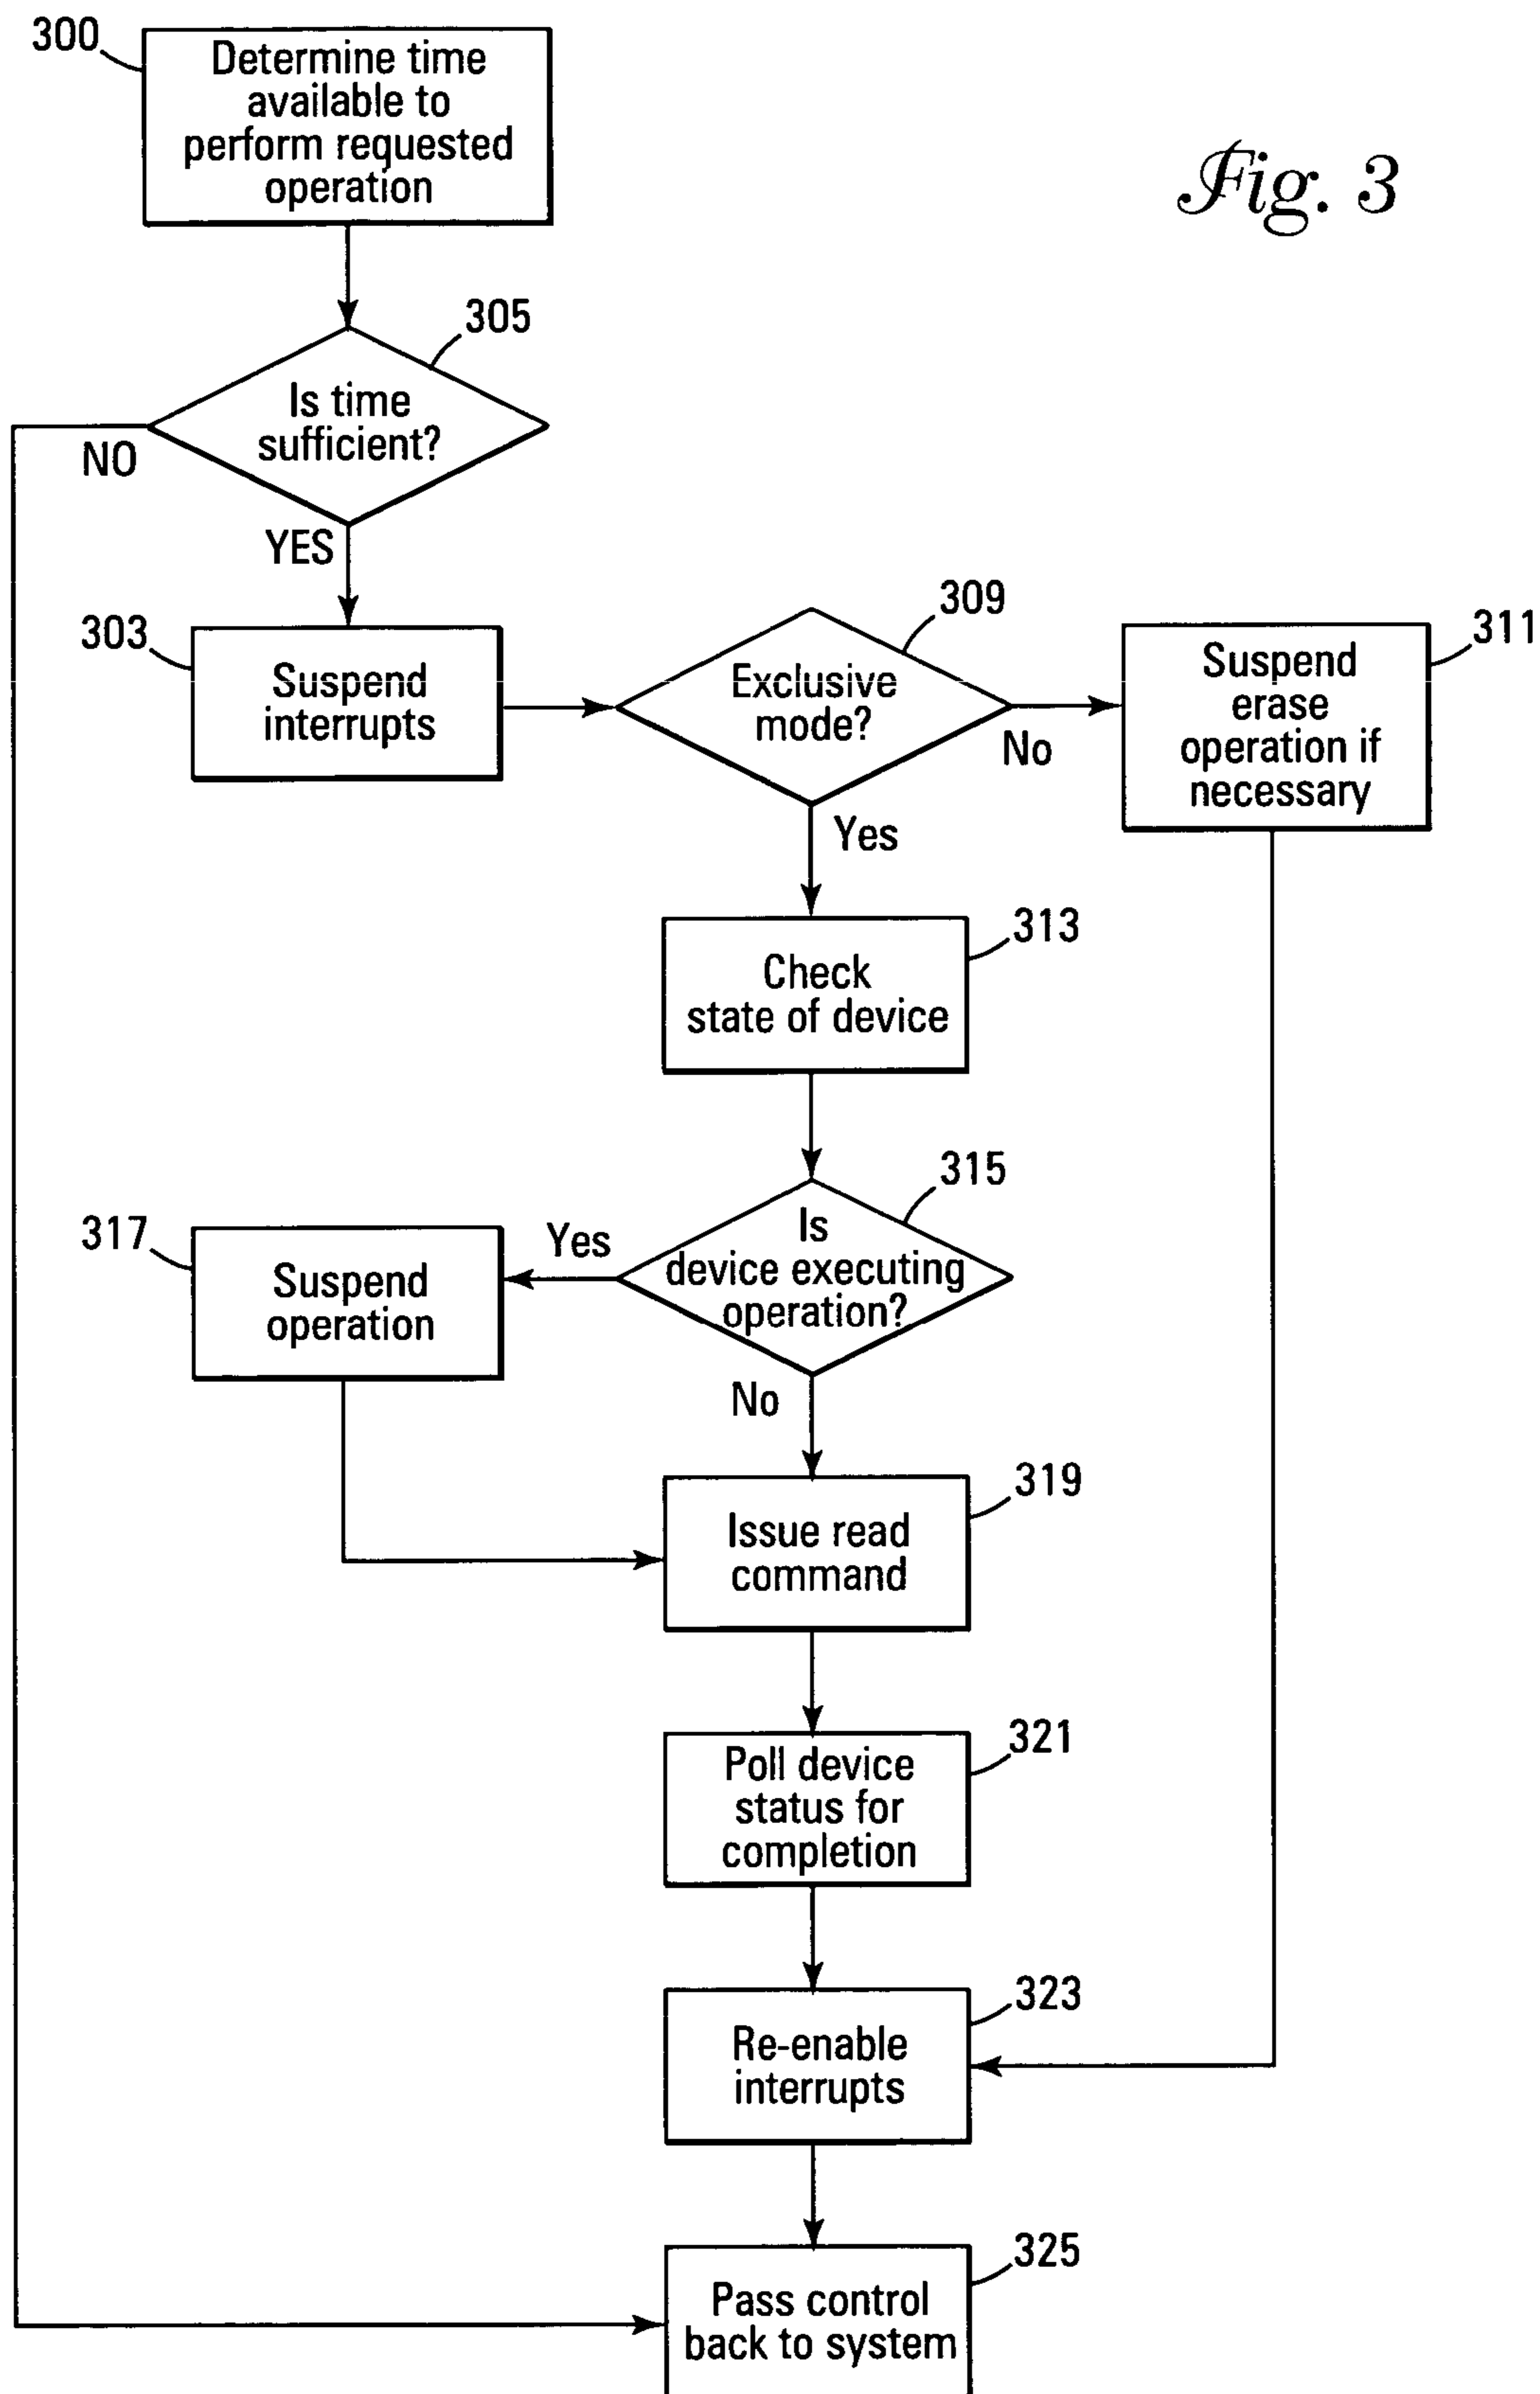 300
Determine time
available to
perform requested
operation
Fig. 3
305
Is time
sufficient?
NO
YES
303
Suspend
interrupts
309
Exclusive
mode?
No
Yes
311
Suspend
erase
operation if
necessary
313
Check
state of device
315
Is
device executing
operation?
Yes
No
317
Suspend
operation
319
Issue read
command
321
Poll device
status for
completion
323
Re-enable
interrupts
325
Pass control
back to system